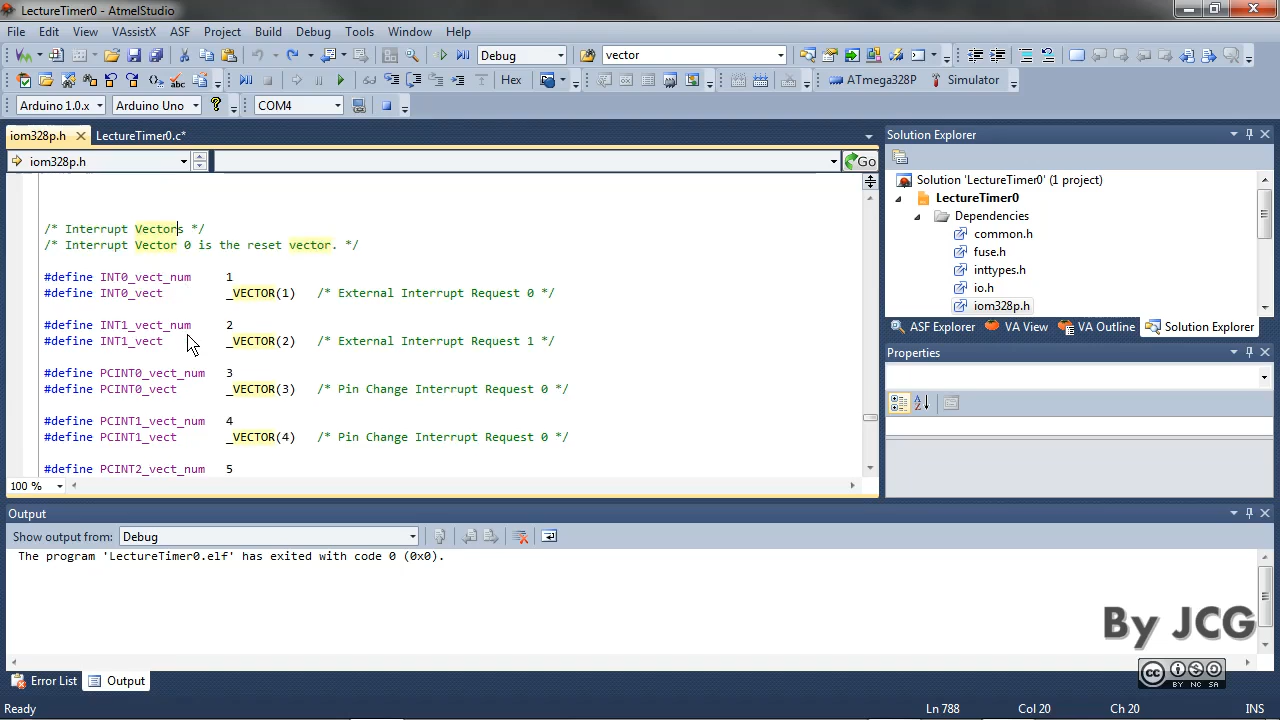 LectureTimer0 - AtmelStudio
File Edit View VAssistX ASF Project Build Debug Tools Window Help
Debug vector
Hex ATmega328P Simulator
Arduino 1.0.x Arduino Uno COM4
iom328p.h LectureTimer0.c*
iom328p.h Go
/* Interrupt Vectors */
/* Interrupt Vector 0 is the reset vector. */
#define INT0_vect_num 1
#define INT0_vect _VECTOR(1) /* External Interrupt Request 0 */
#define INT1_vect_num 2
#define INT1_vect _VECTOR(2) /* External Interrupt Request 1 */
#define PCINT0_vect_num 3
#define PCINT0_vect _VECTOR(3) /* Pin Change Interrupt Request 0 */
#define PCINT1_vect_num 4
#define PCINT1_vect _VECTOR(4) /* Pin Change Interrupt Request 0 */
#define PCINT2_vect_num 5
100 %
Solution Explorer
Solution 'LectureTimer0' (1 project)
LectureTimer0
Dependencies
common.h
fuse.h
inttypes.h
io.h
iom328p.h
ASF Explorer VA View VA Outline Solution Explorer
Properties
Output
Show output from: Debug
The program 'LectureTimer0.elf' has exited with code 0 (0x0).
By JCG
cc
BY NC SA
Error List Output
Ready Ln 788 Col 20 Ch 20 INS